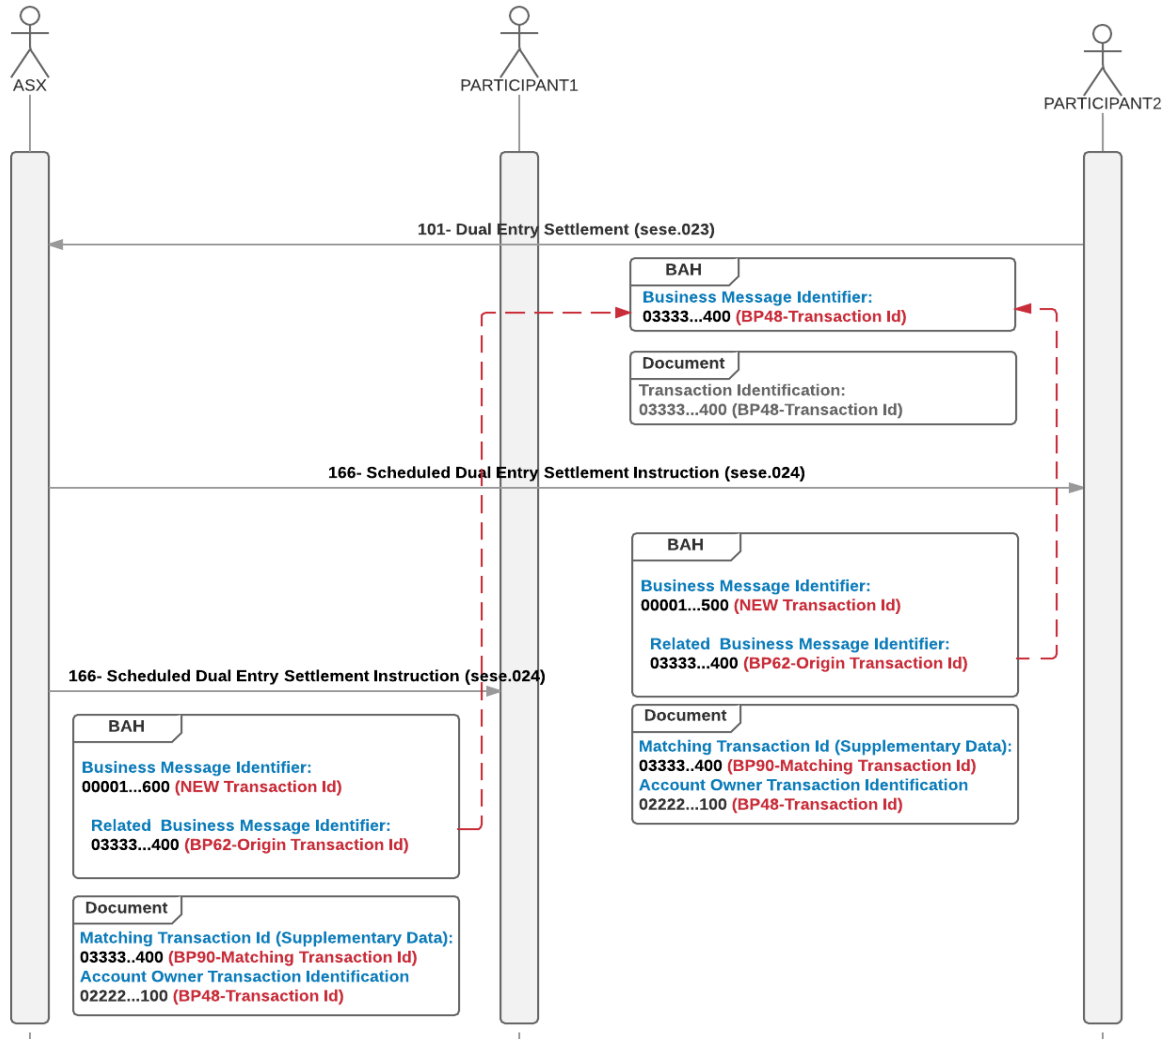 ASX
PARTICIPANT1
PARTICIPANT2
101- Dual Entry Settlement (sese.023)
BAH
Business Message Identifier:
03333...400 (BP48-Transaction Id)
Document
Transaction Identification:
03333...400 (BP48-Transaction Id)
166- Scheduled Dual Entry Settlement Instruction (sese.024)
BAH
Business Message Identifier:
00001...500 (NEW Transaction Id)
Related  Business Message Identifier:
03333...400 (BP62-Origin Transaction Id)
Document
Matching Transaction Id (Supplementary Data):
03333..400 (BP90-Matching Transaction Id)
Account Owner Transaction Identification
02222...100 (BP48-Transaction Id)
166- Scheduled Dual Entry Settlement Instruction (sese.024)
BAH
Business Message Identifier:
00001...600 (NEW Transaction Id)
Related  Business Message Identifier:
03333...400 (BP62-Origin Transaction Id)
Document
Matching Transaction Id (Supplementary Data):
03333..400 (BP90-Matching Transaction Id)
Account Owner Transaction Identification
02222...100 (BP48-Transaction Id)